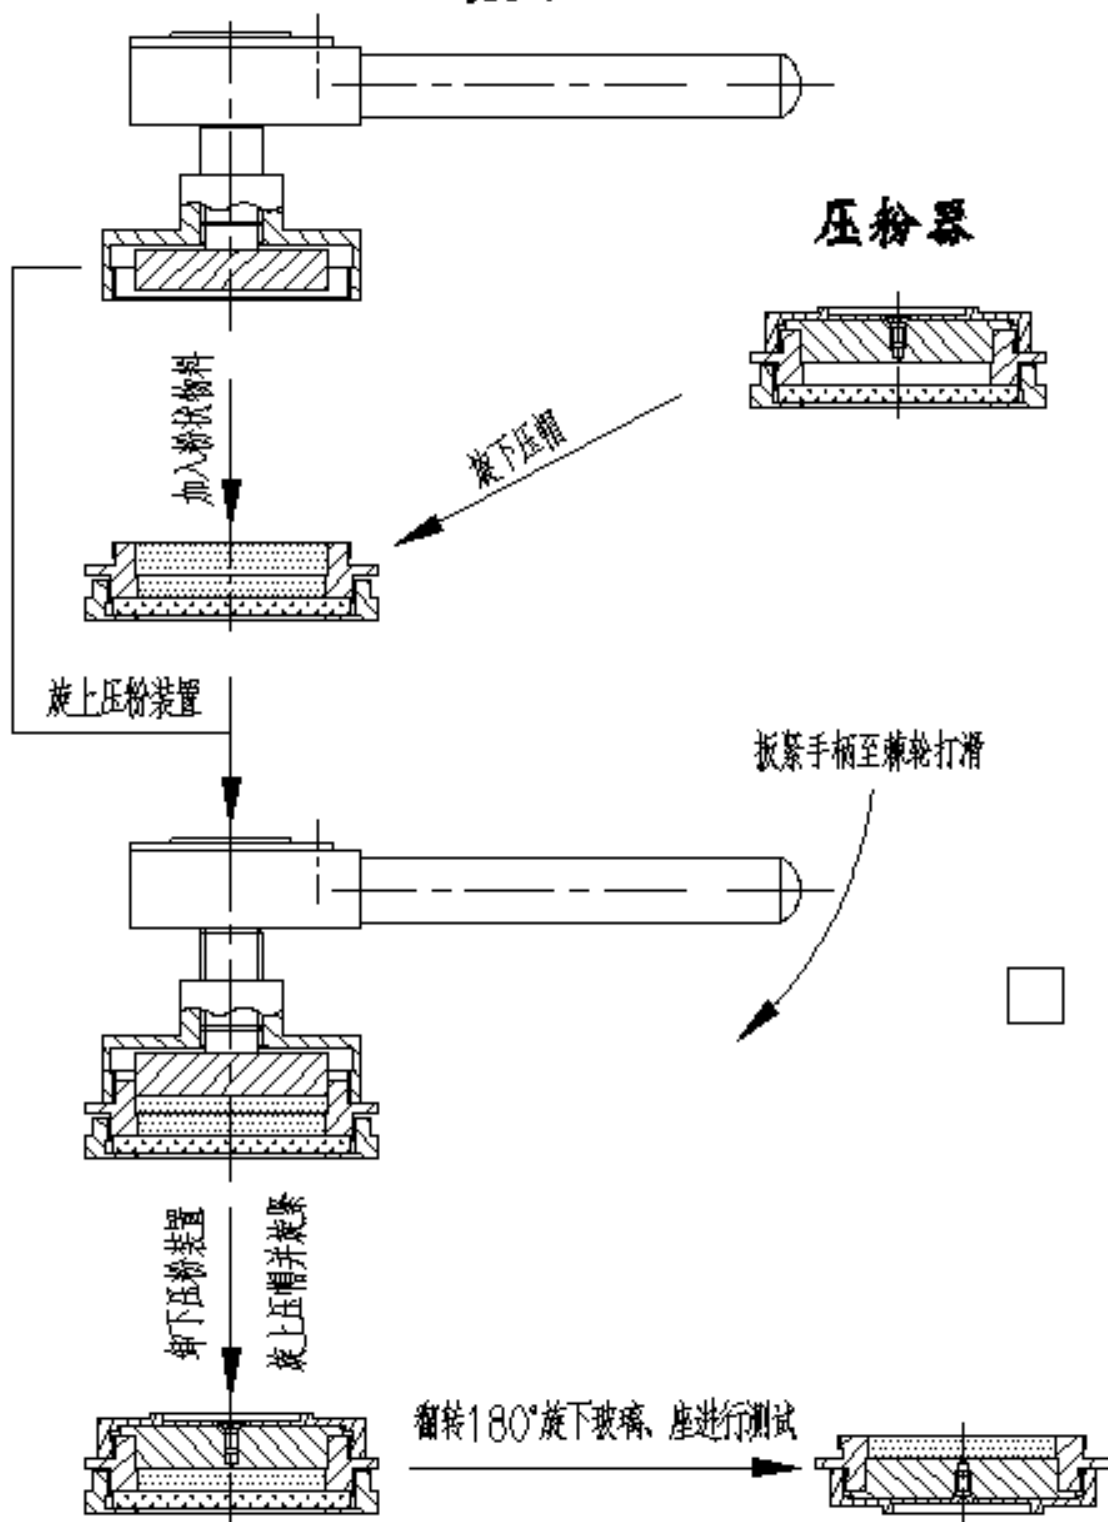 压粉器
加入粉状物料
旋下压帽
旋上压粉装置
扳紧手柄至棘轮打滑
卸下压粉装置
旋上压帽并旋紧
翻转180°旋下玻璃、座进行测试